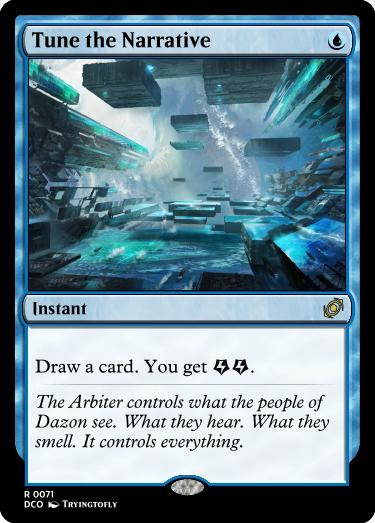 Tune the Narrative
Instant
Draw a card. You get .
The Arbiter controls what the people of
Dazon see. What they hear. What they
smell. It controls everything.
R 0071
DCO Tryingtofly